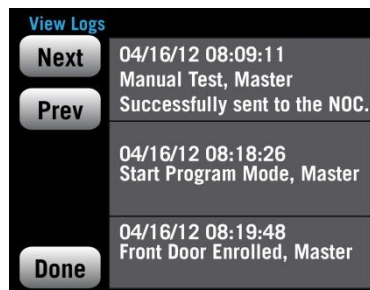 View Logs
Next
Prev
04/16/12 08:09:11
Manual Test, Master
Successfully sent to the NOC.
04/16/12 08:18:26
Start Program Mode, Master
04/16/12 08:19:48
Front Door Enrolled, Master
Done